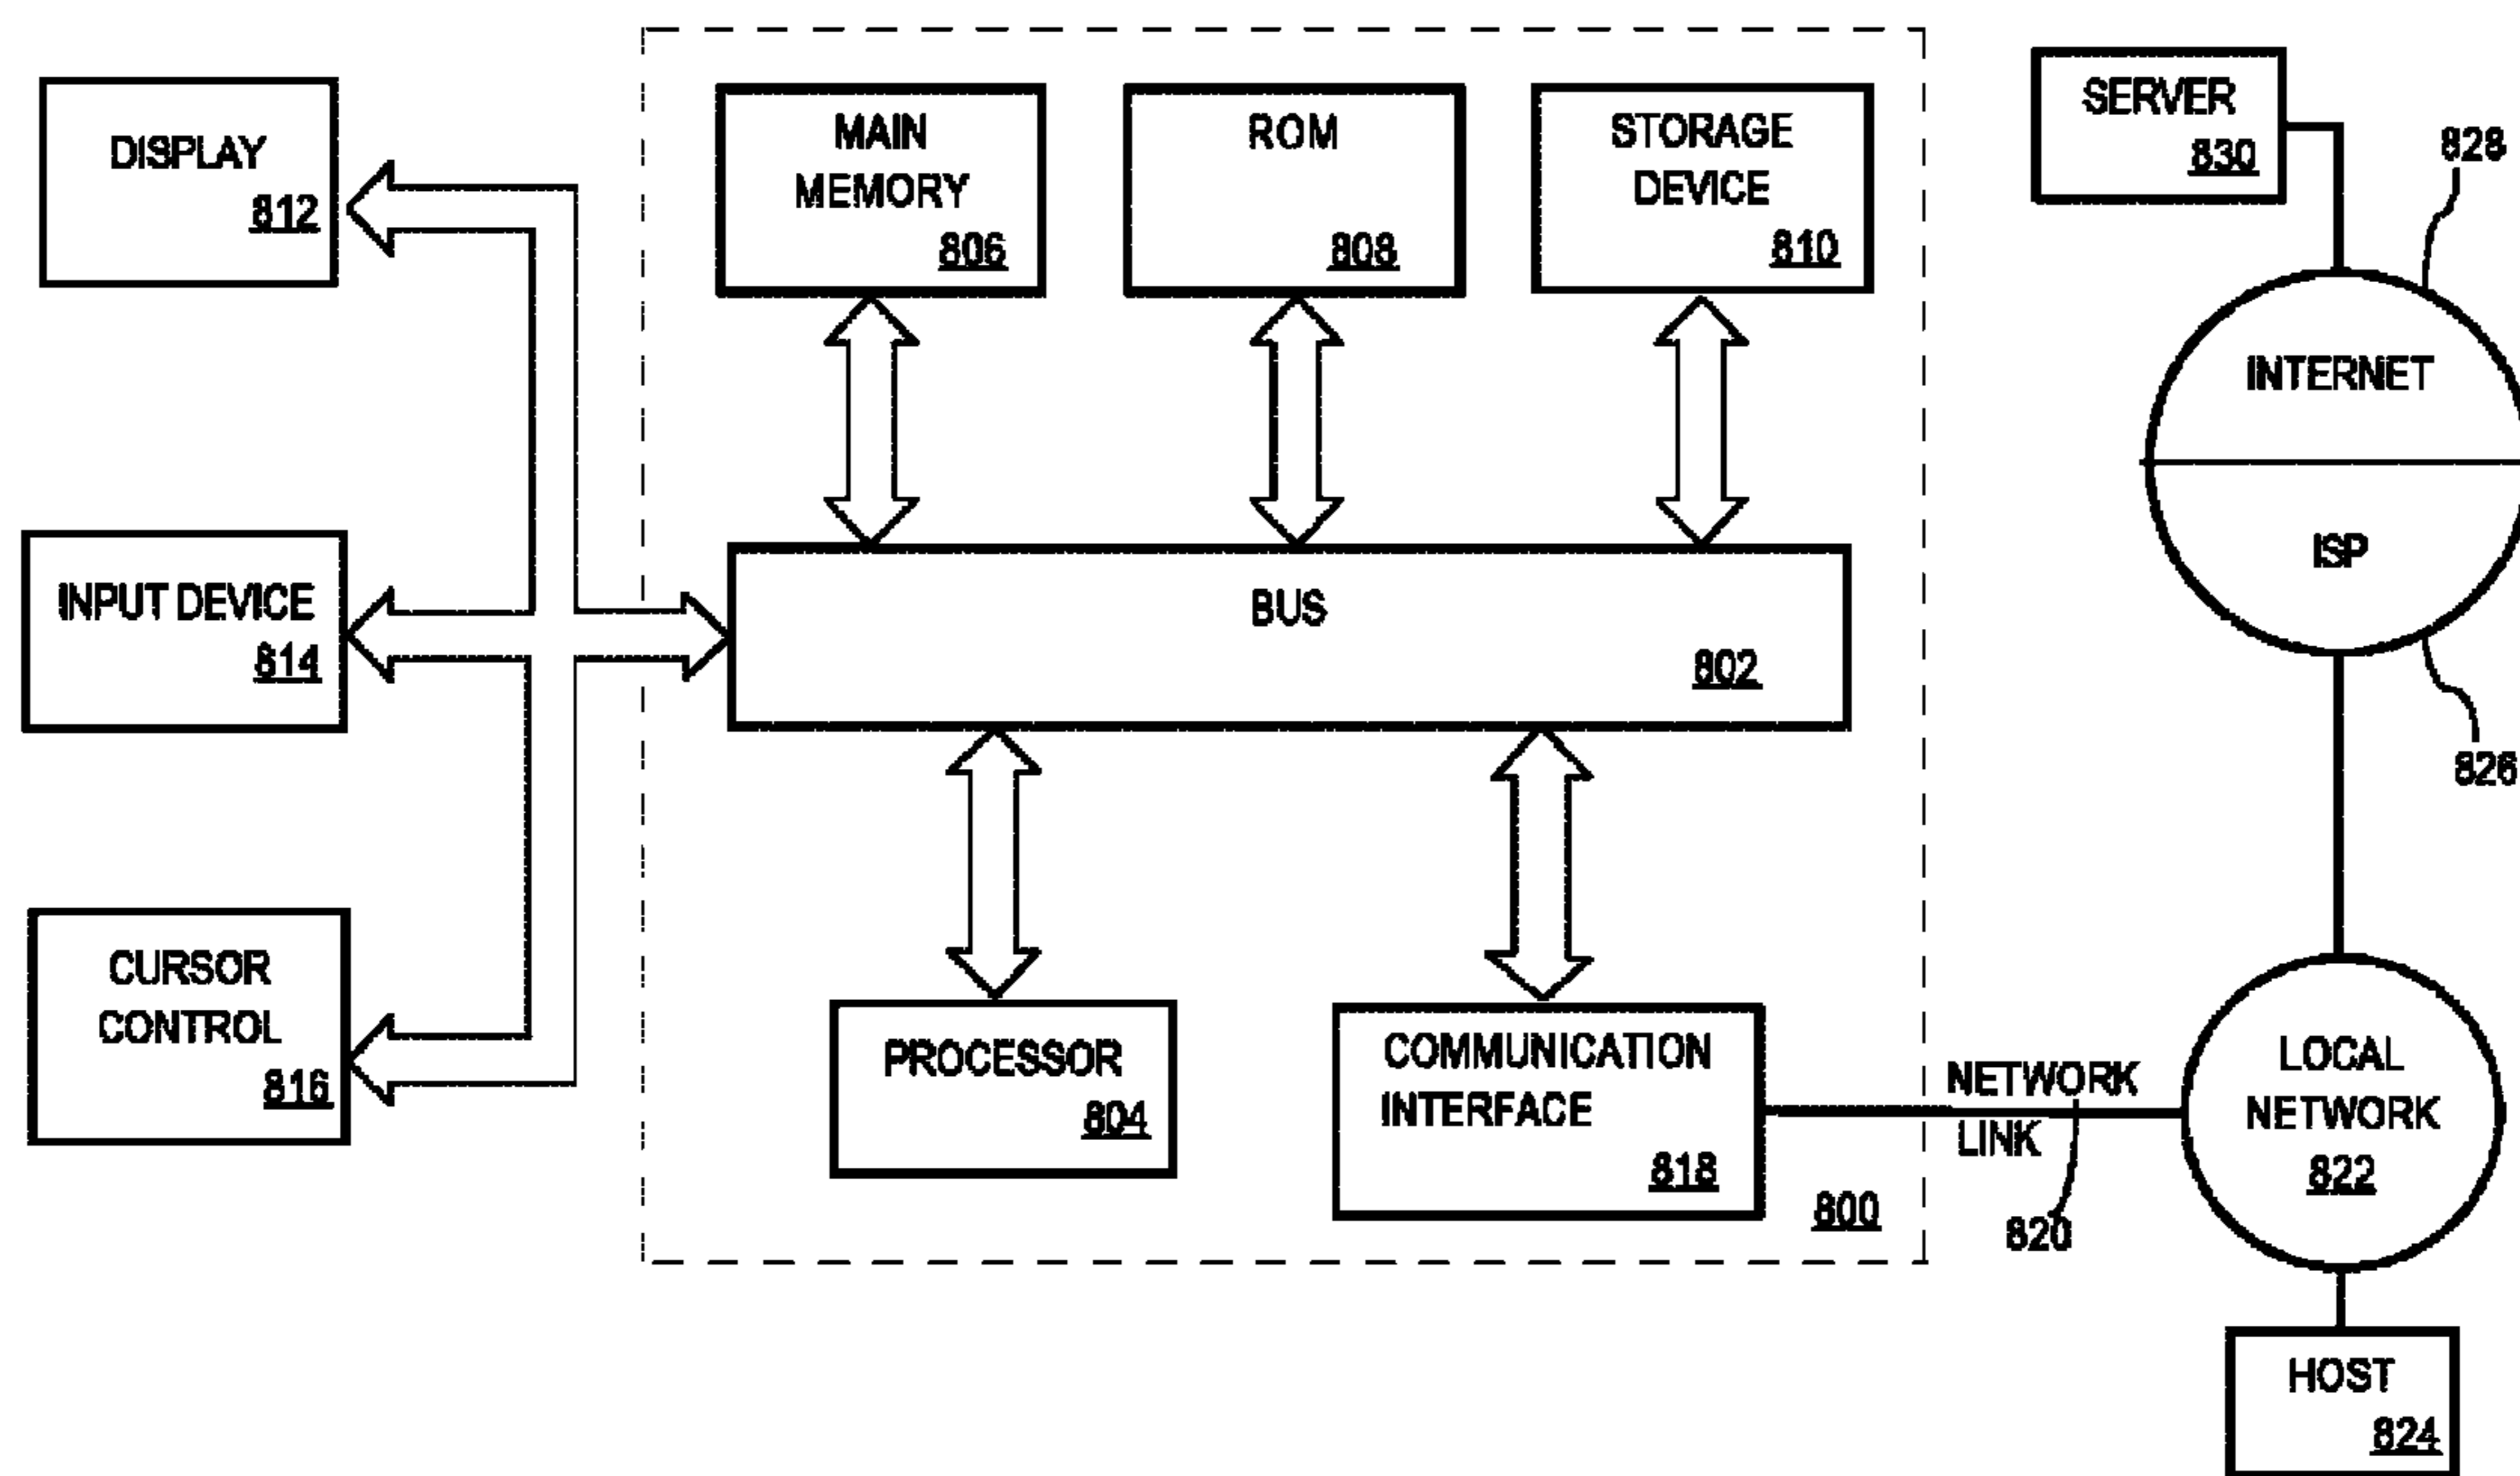 DISPLAY
812
INPUT DEVICE
814
CURSOR
CONTROL
816
MAIN
MEMORY
806
ROM
808
STORAGE
DEVICE
810
BUS
802
PROCESSOR
804
COMMUNICATION
INTERFACE
818
800
NETWORK
LINK
820
SERVER
830
828
INTERNET
ISP
826
LOCAL
NETWORK
822
HOST
824